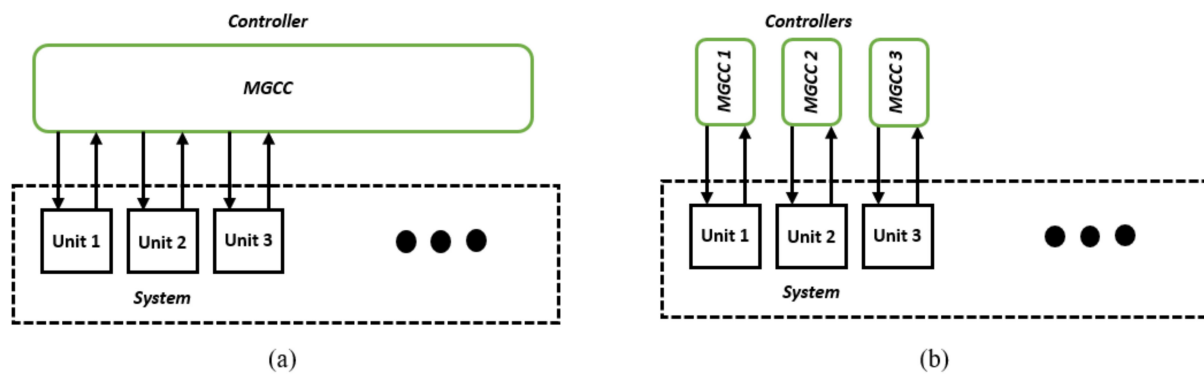 Controller
MGCC
Unit 1
Unit 2
Unit 3
System
(a)
Controllers
MGCC 1
MGCC 2
MGCC 3
Unit 1
Unit 2
Unit 3
System
(b)